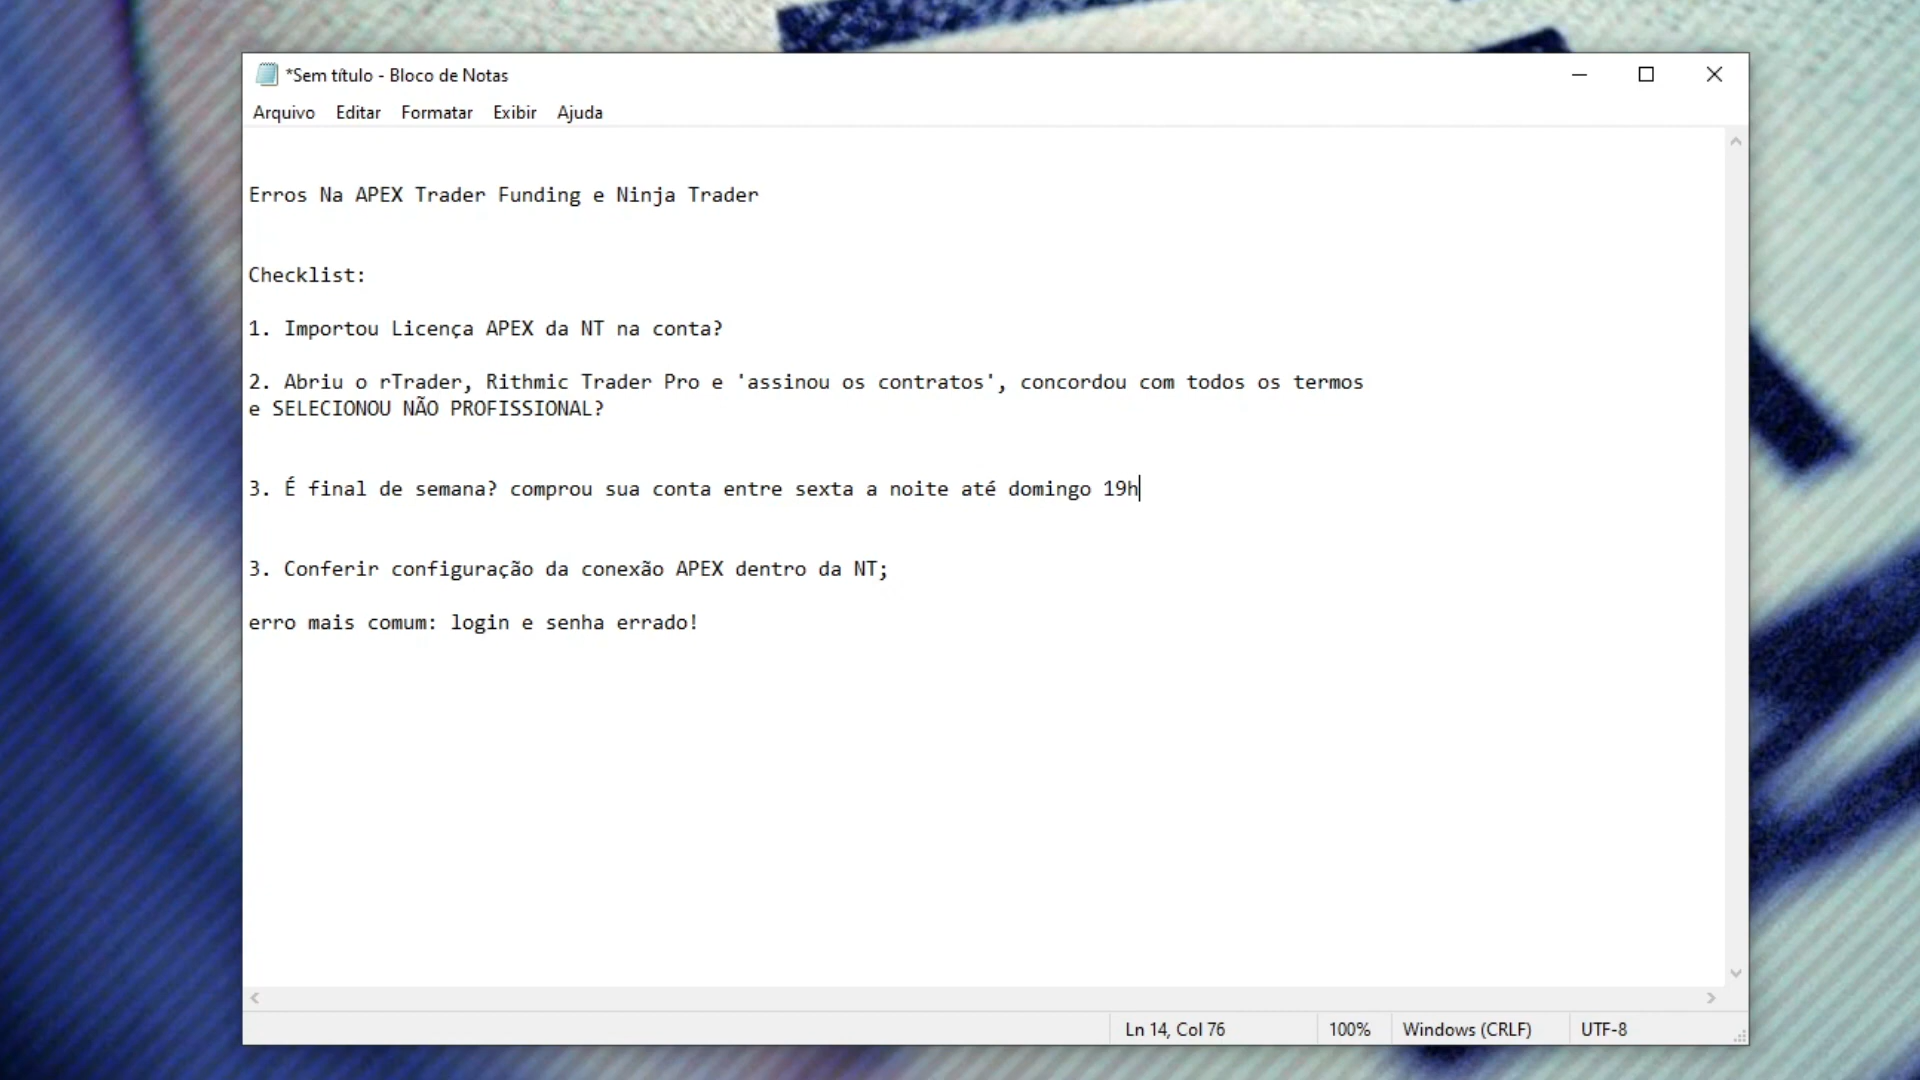 *Sem título - Bloco de Notas
Arquivo Editar Formatar Exibir Ajuda
Erros Na APEX Trader Funding e Ninja Trader
Checklist:
1. Importou Licença APEX da NT na conta?
2. Abriu o rTrader, Rithmic Trader Pro e 'assinou os contratos', concordou com todos os termos
e SELECIONOU NÃO PROFISSIONAL?
3. É final de semana? comprou sua conta entre sexta a noite até domingo 19h
3. Conferir configuração da conexão APEX dentro da NT;
erro mais comum: login e senha errado!
Ln 14, Col 76 100% Windows (CRLF) UTF-8